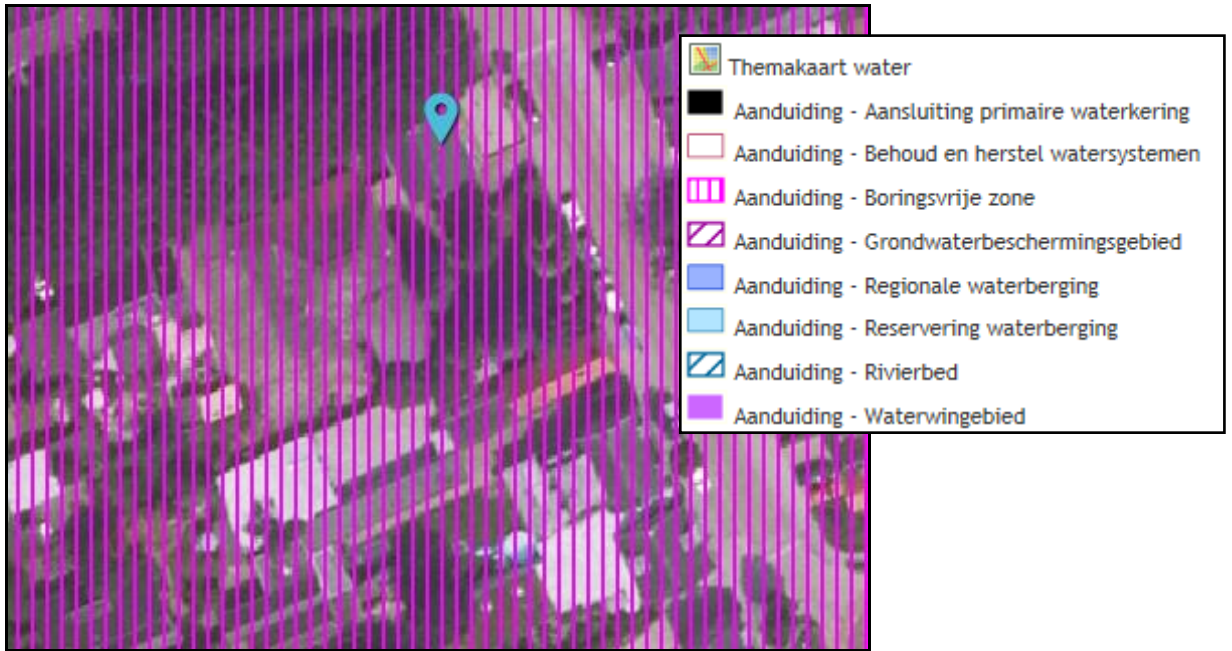 Themakaart water
Aanduiding - Aansluiting primaire waterkering
Aanduiding - Behoud en herstel watersystemen
Aanduiding - Boringsvrije zone
Aanduiding - Grondwaterbeschermingsgebied
Aanduiding - Regionale waterberging
Aanduiding - Reservering waterberging
Aanduiding - Rivierbed
Aanduiding - Waterwingebied